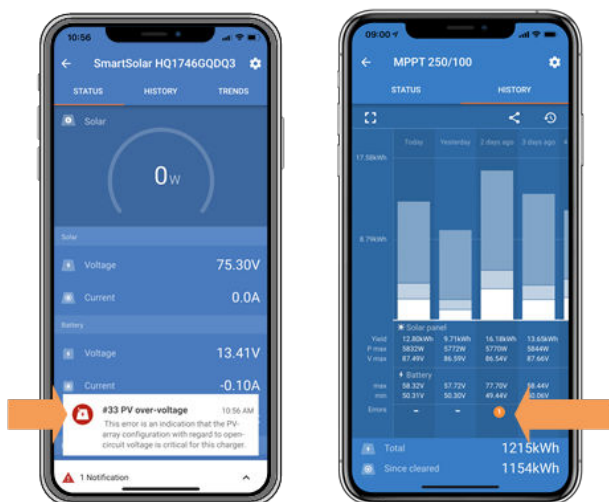 10:56
SmartSolar HQ1746GQDQ3
STATUS HISTORY TRENDS
Solar
0w
Solar
Voltage 75.30V
Current 0.0A
Battery
Voltage 13.41V
Current -0.10A
#33 PV over-voltage 10:56 AM
This error is an indication that the PV-
array configuration with regard to open-
circuit voltage is critical for this charger.
1 Notification
09:00
MPPT 250/100
STATUS HISTORY
Today Yesterday 2 days ago 3 days ago 4
17.58kWh
8.79kWh
Solar panel
Yield 12.80kWh 9.71kWh 16.18kWh 13.65kWh
P max 5832W 5772W 5770W 5844W
V max 87.49V 86.59V 86.54V 87.66V
Battery
max 58.32V 57.72V 77.70V 58.44V
min 50.31V 50.30V 49.44V 50.06V
Errors – – 1
Total 1215kWh
Since cleared 1154kWh